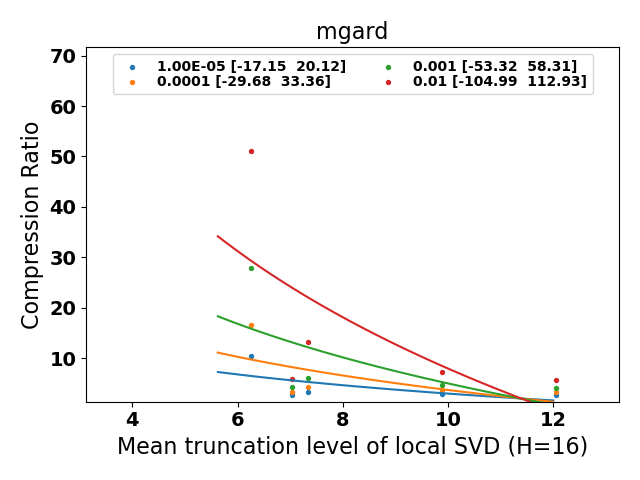 mgard
1.00E-05 [-17.15  20.12]
0.0001 [-29.68  33.36]
0.001 [-53.32  58.31]
0.01 [-104.99  112.93]
70
60
50
40
30
20
10
Compression Ratio
4 6 8 10 12
Mean truncation level of local SVD (H=16)